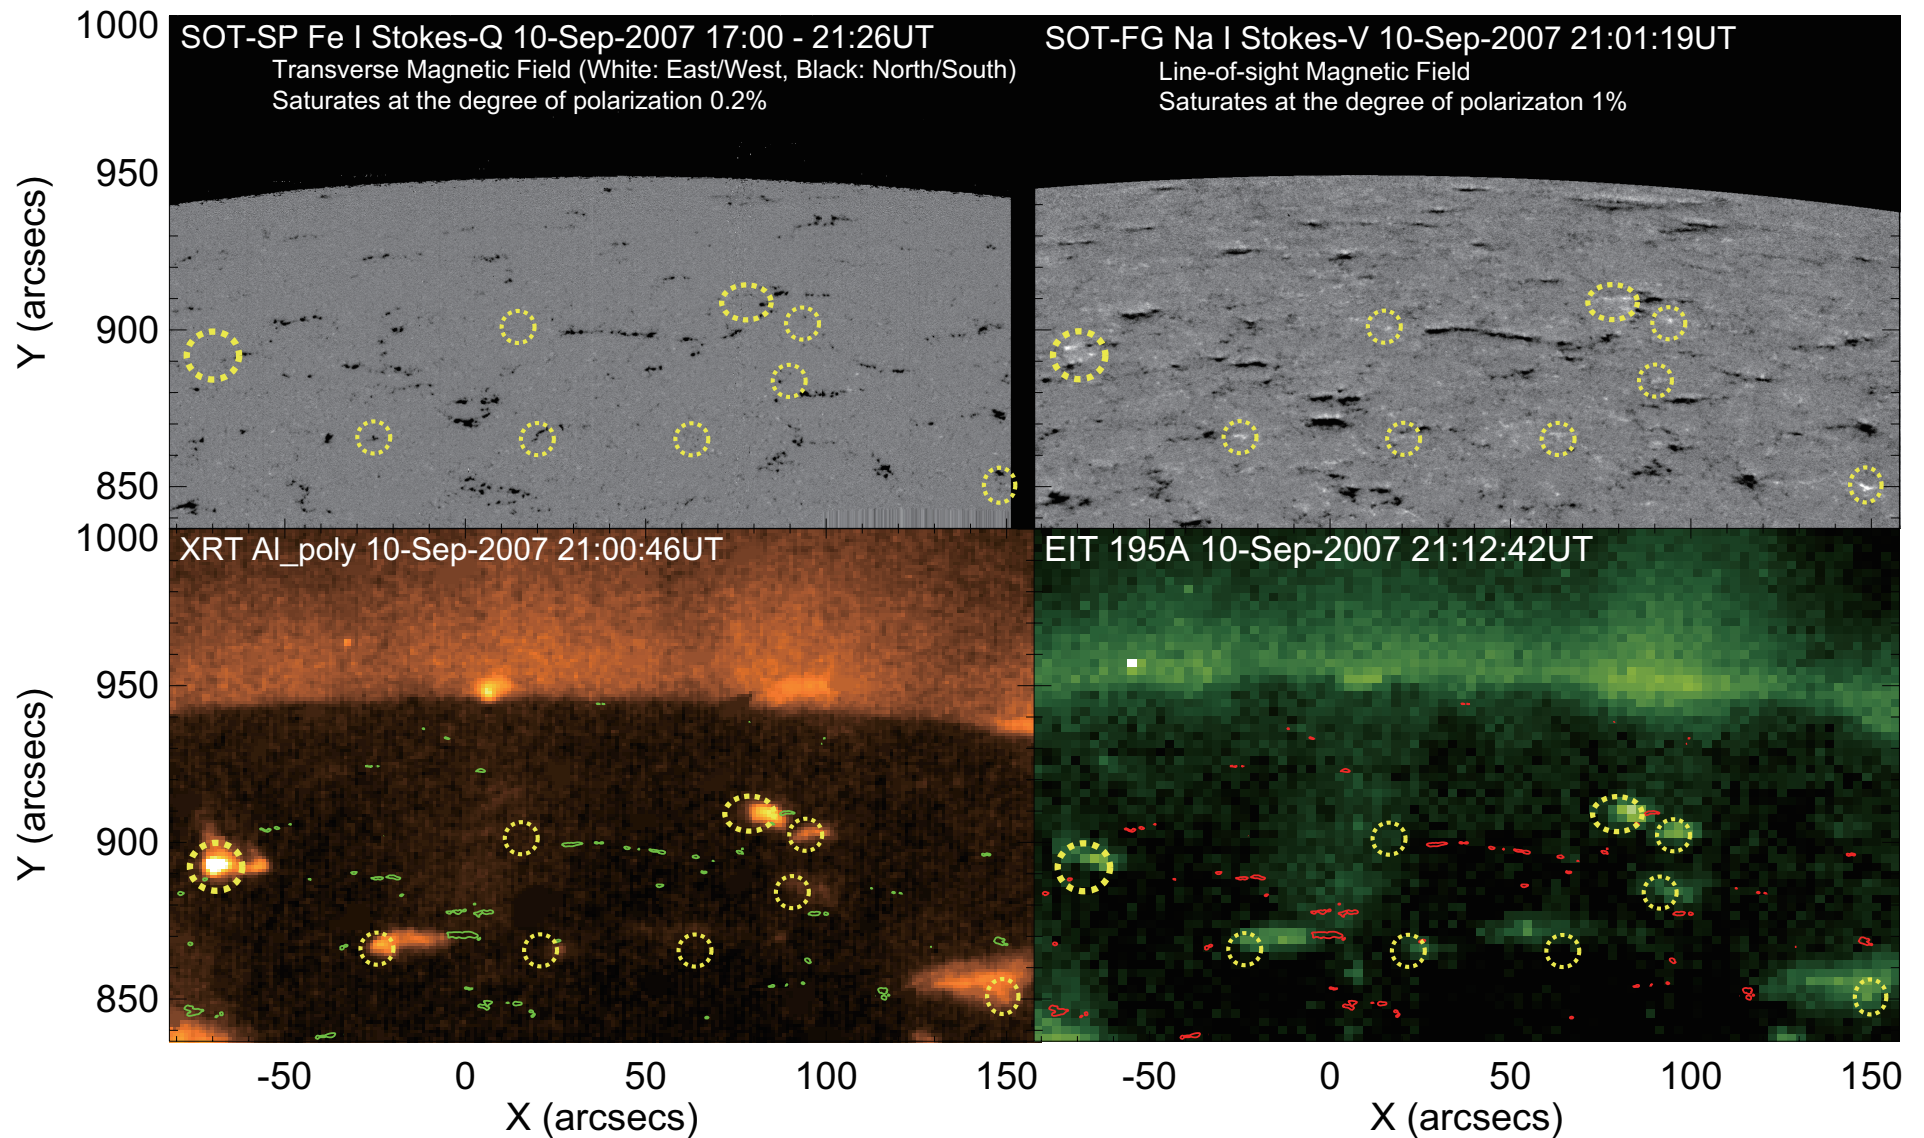 SOT-SP Fe I Stokes-Q 10-Sep-2007 17:00 - 21:26UT
Transverse Magnetic Field (White: East/West, Black: North/South)
Saturates at the degree of polarization 0.2%
SOT-FG Na I Stokes-V 10-Sep-2007 21:01:19UT
Line-of-sight Magnetic Field
Saturates at the degree of polarizaton 1%
1000
950
900
850
Y (arcsecs)
XRT Al_poly 10-Sep-2007 21:00:46UT
EIT 195A 10-Sep-2007 21:12:42UT
1000
950
900
850
Y (arcsecs)
-50 0 50 100 150
X (arcsecs)
-50 0 50 100 150
X (arcsecs)